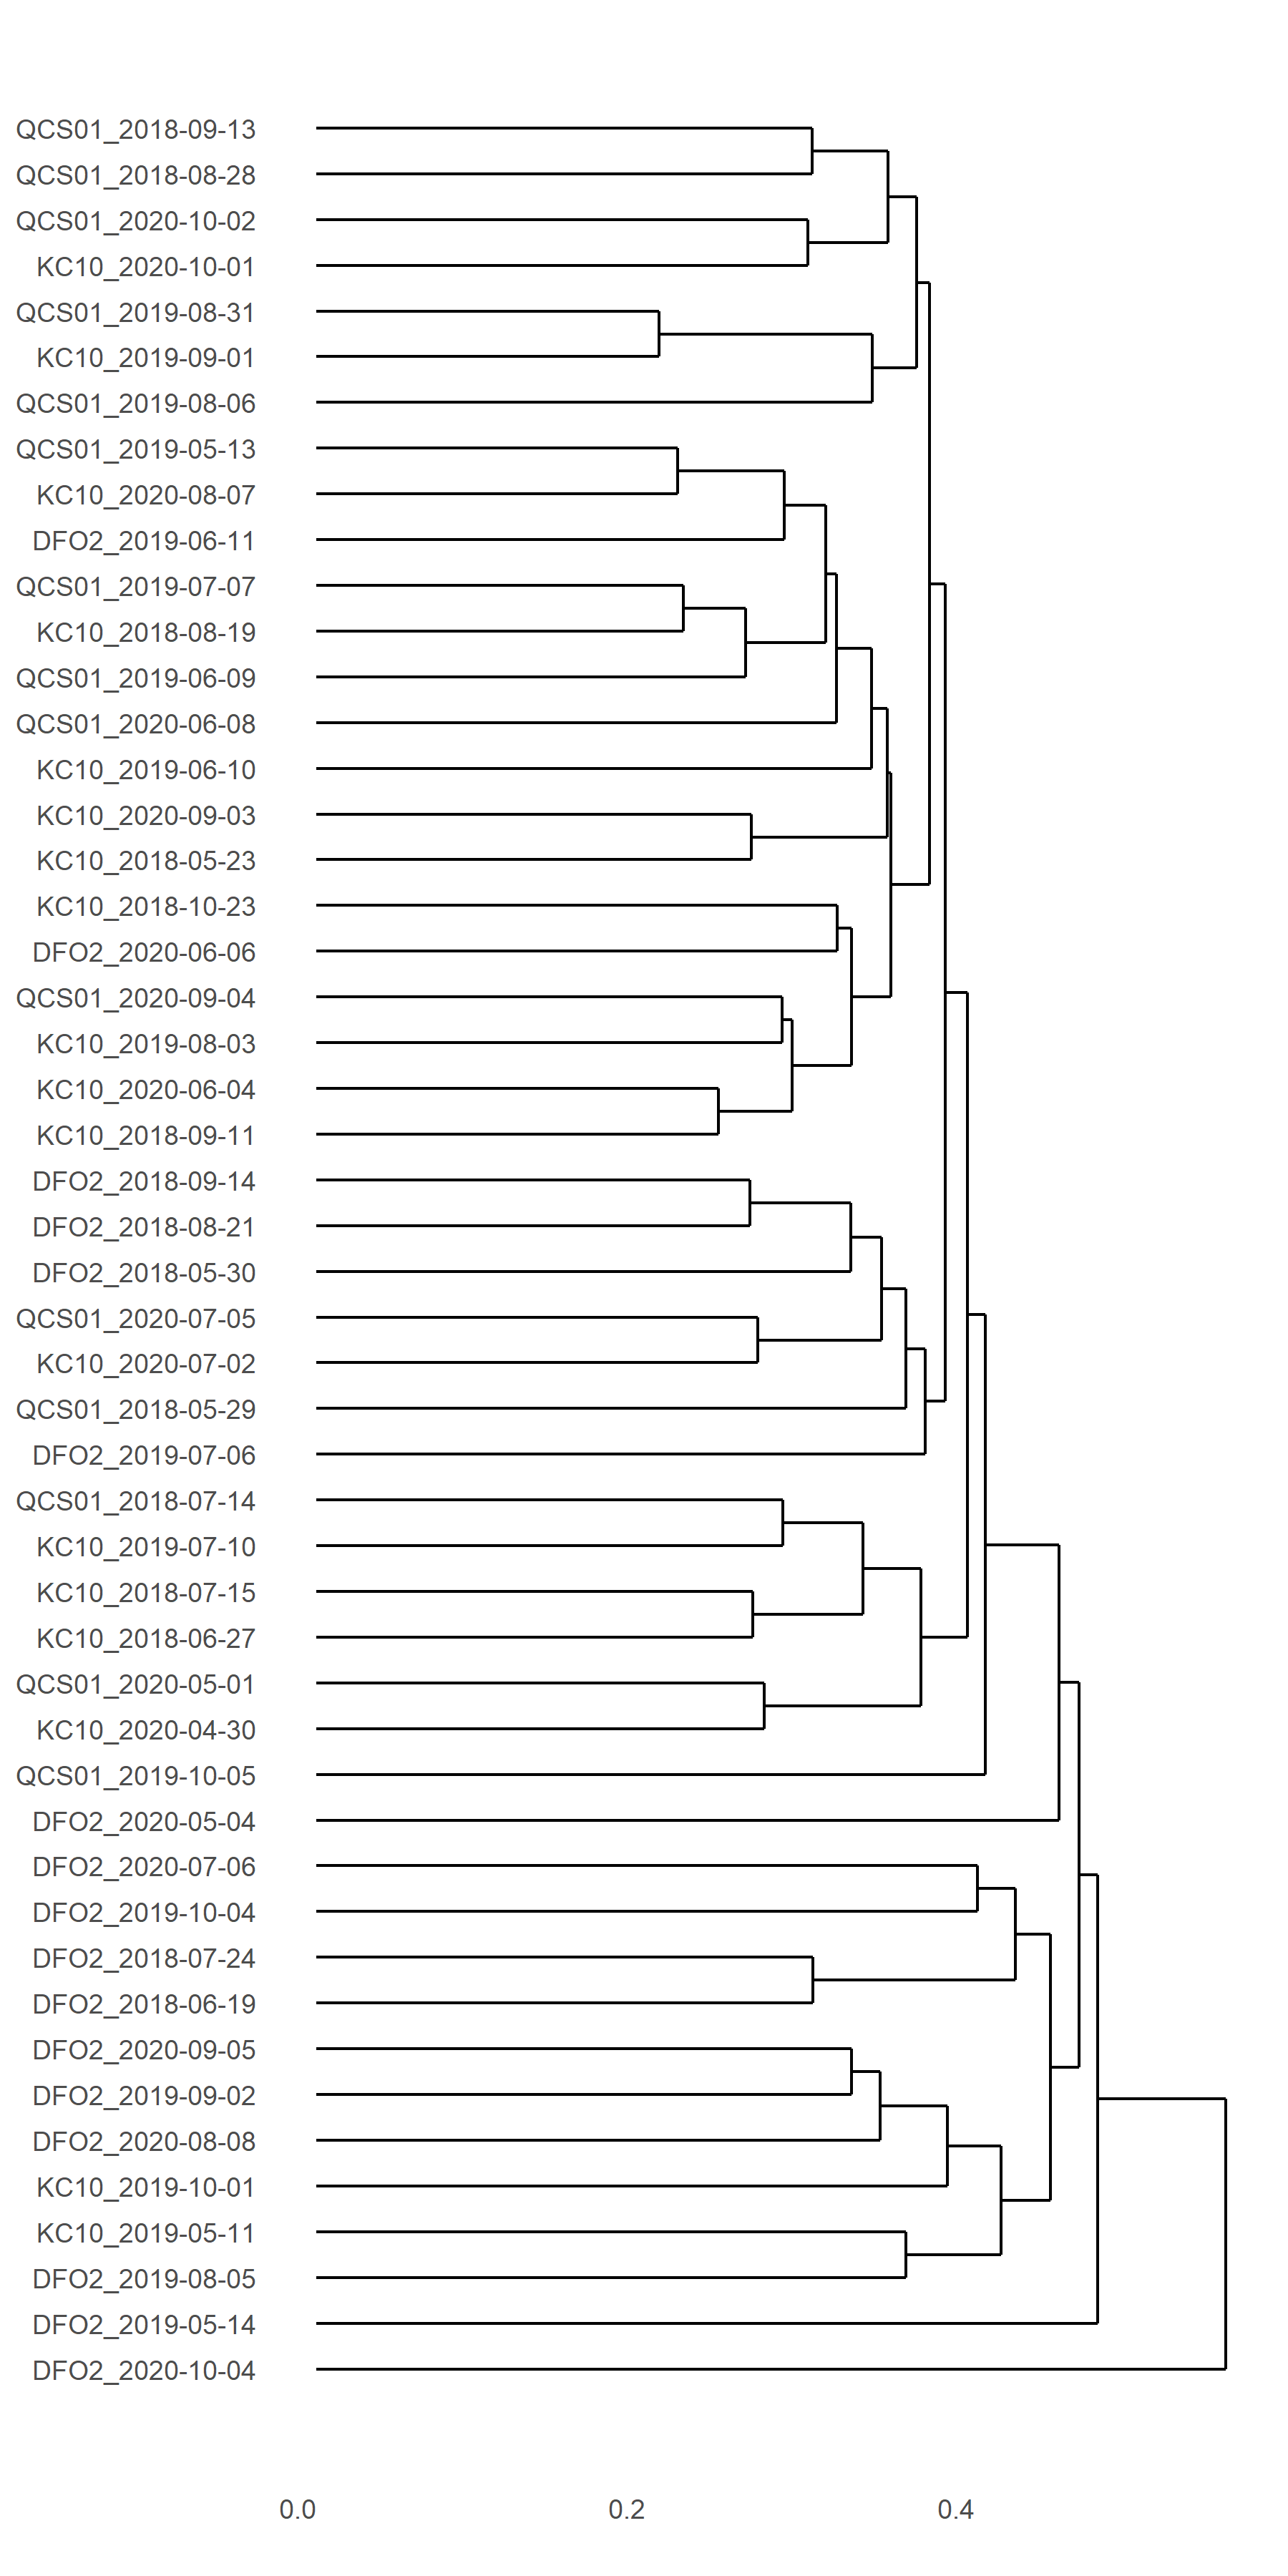 QCS01_2018-09-13
QCS01_2018-08-28
QCS01_2020-10-02
KC10_2020-10-01
QCS01_2019-08-31
KC10_2019-09-01
QCS01_2019-08-06
QCS01_2019-05-13
KC10_2020-08-07
DFO2_2019-06-11
QCS01_2019-07-07
KC10_2018-08-19
QCS01_2019-06-09
QCS01_2020-06-08
KC10_2019-06-10
KC10_2020-09-03
KC10_2018-05-23
KC10_2018-10-23
DFO2_2020-06-06
QCS01_2020-09-04
KC10_2019-08-03
KC10_2020-06-04
KC10_2018-09-11
DFO2_2018-09-14
DFO2_2018-08-21
DFO2_2018-05-30
QCS01_2020-07-05
KC10_2020-07-02
QCS01_2018-05-29
DFO2_2019-07-06
QCS01_2018-07-14
KC10_2019-07-10
KC10_2018-07-15
KC10_2018-06-27
QCS01_2020-05-01
KC10_2020-04-30
QCS01_2019-10-05
DFO2_2020-05-04
DFO2_2020-07-06
DFO2_2019-10-04
DFO2_2018-07-24
DFO2_2018-06-19
DFO2_2020-09-05
DFO2_2019-09-02
DFO2_2020-08-08
KC10_2019-10-01
KC10_2019-05-11
DFO2_2019-08-05
DFO2_2019-05-14
DFO2_2020-10-04
0.0 0.2 0.4